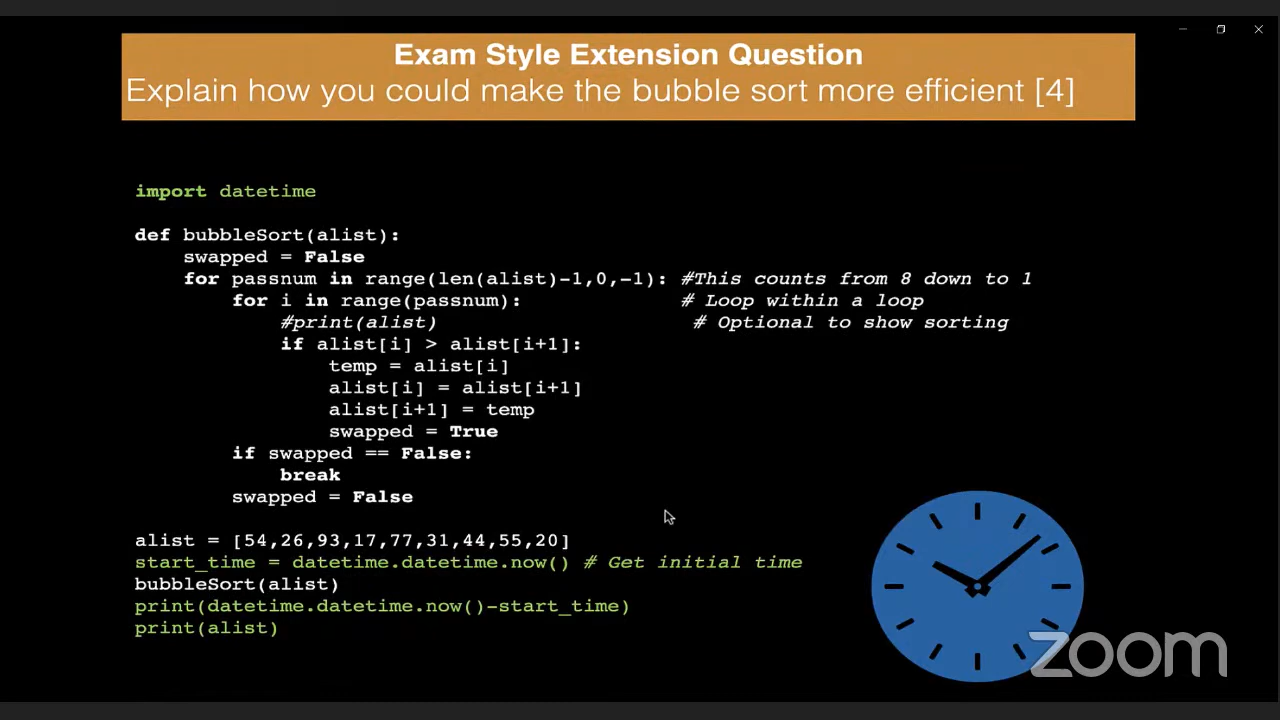 Exam Style Extension Question
Explain how you could make the bubble sort more efficient [4]
import datetime
def bubbleSort(alist):
    swapped = False
    for passnum in range(len(alist)-1,0,-1): #This counts from 8 down to 1
        for i in range(passnum):             # Loop within a loop
            #print(alist)                     # Optional to show sorting
            if alist[i] > alist[i+1]:
                temp = alist[i]
                alist[i] = alist[i+1]
                alist[i+1] = temp
                swapped = True
        if swapped == False:
            break
        swapped = False
alist = [54,26,93,17,77,31,44,55,20]
start_time = datetime.datetime.now() # Get initial time
bubbleSort(alist)
print(datetime.datetime.now()-start_time)
print(alist)
zoom